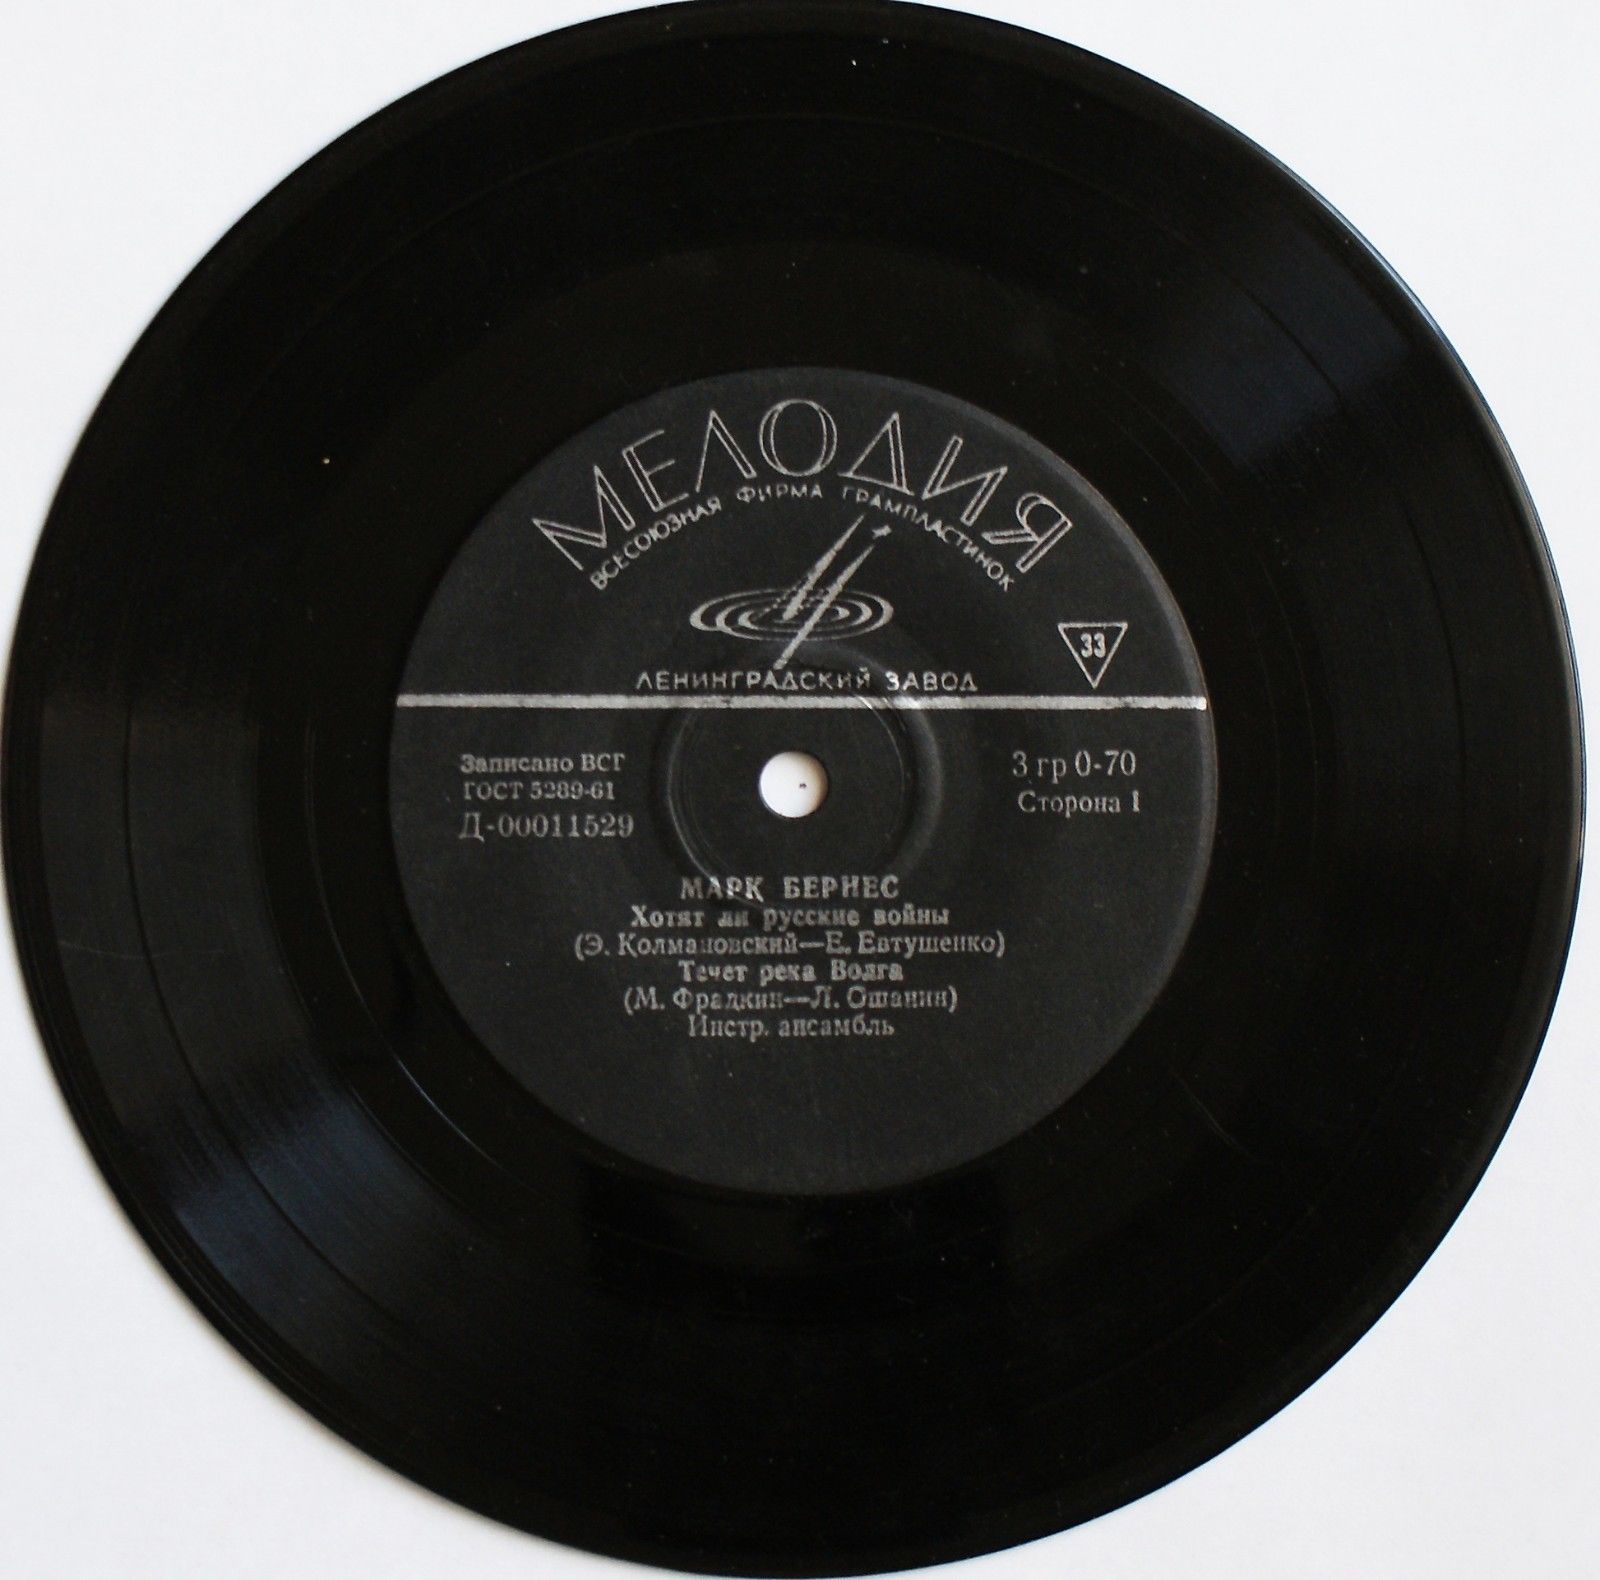 МЕЛОДИЯ
ВСЕСОЮЗНАЯ ФИРМА ГРАМПЛАСТИНОК
33
ЛЕНИНГРАДСКИЙ ЗАВОД
Записано ВСГ
ГОСТ 5289-61
Д-00011529
3 гр 0-70
Сторона 1
МАРК БЕРНЕС
Хотят ли русские войны
(Э. Колмановский—Е. Евтушенко)
Течет река Волга
(М. Фрадкин—Л. Ошанин)
Инстр. ансамбль